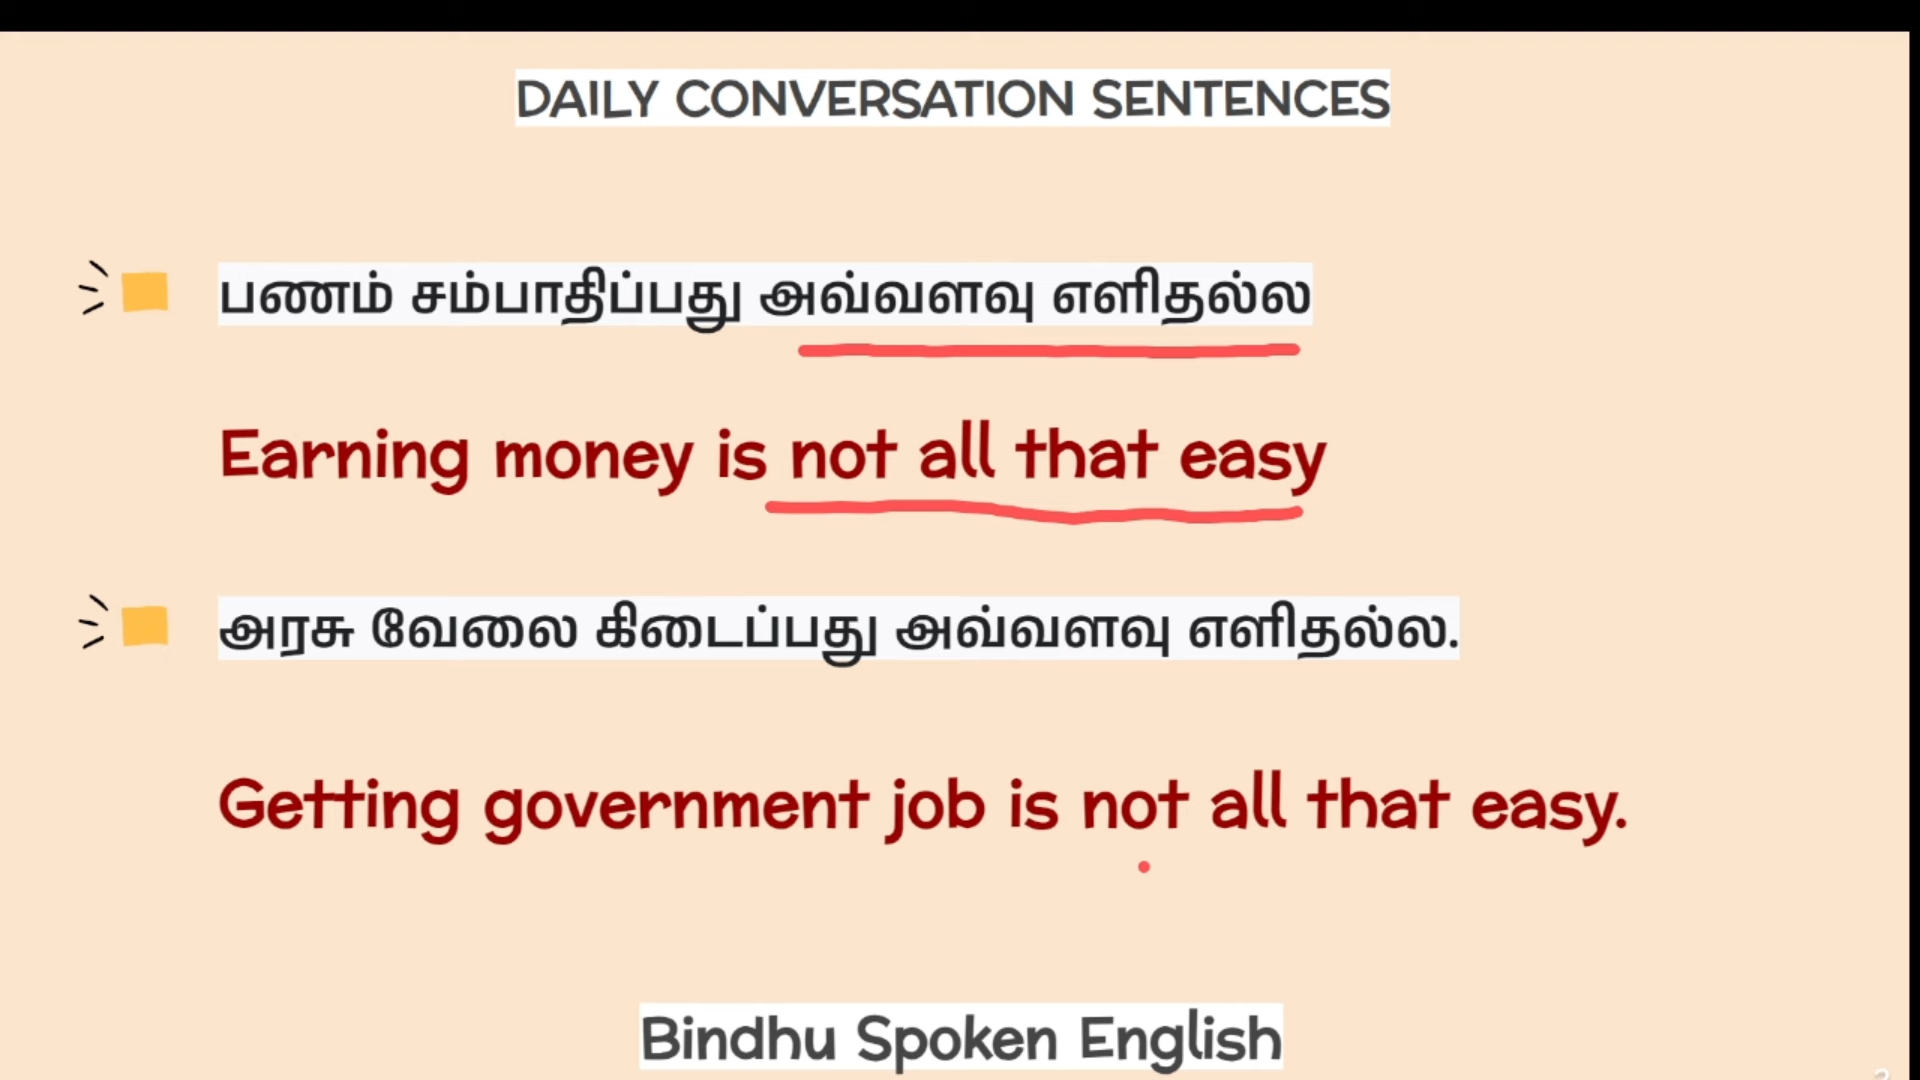 DAILY CONVERSATION SENTENCES
பணம் சம்பாதிப்பது அவ்வளவு எளிதல்ல
Earning money is not all that easy
அரசு வேலை கிடைப்பது அவ்வளவு எளிதல்ல.
Getting government job is not all that easy.
Bindhu Spoken English